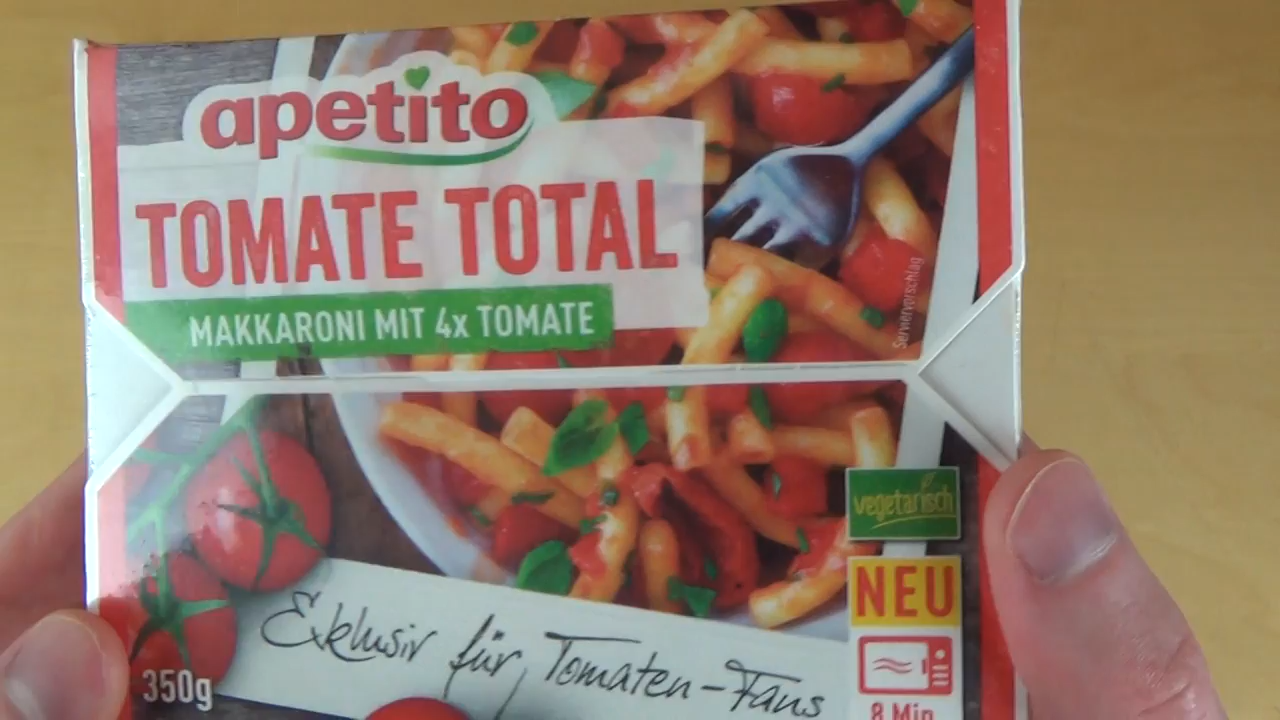 apetito
TOMATE TOTAL
MAKKARONI MIT 4x TOMATE
Serviervorschlag
vegetarisch
NEU
Exklusiv für Tomaten-Fans
350g
8 Min